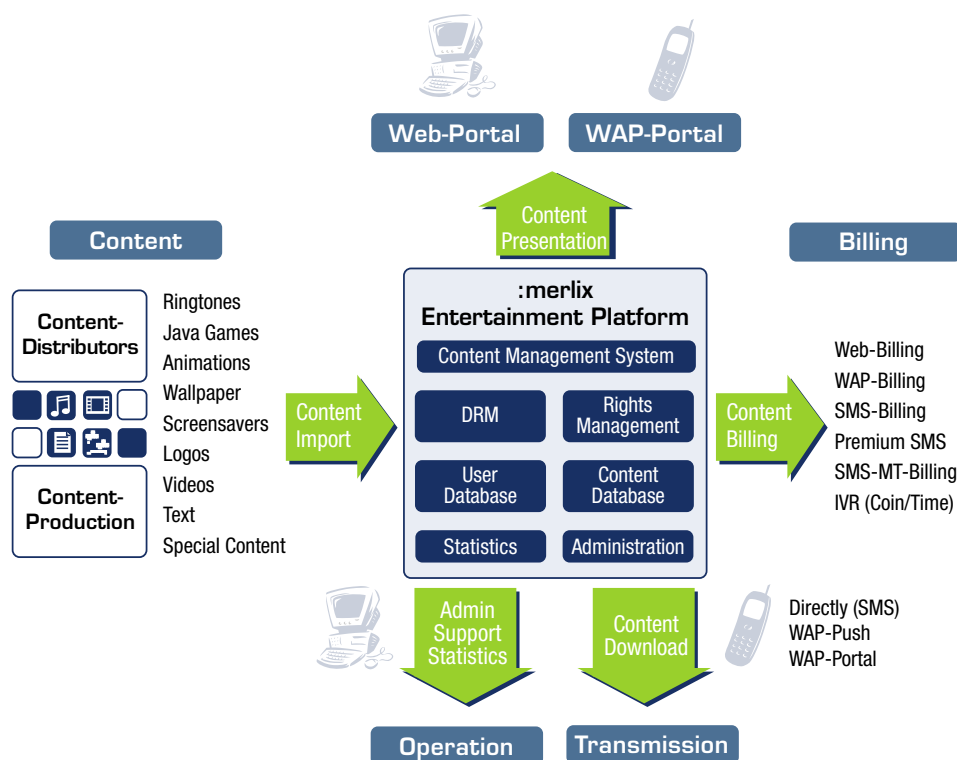 Web-Portal
WAP-Portal
Content
Presentation
Content
Billing
Content-
Distributors
Content-
Production
Ringtones
Java Games
Animations
Wallpaper
Screensavers
Logos
Videos
Text
Special Content
Content
Import
:merlix
Entertainment Platform
Content Management System
DRM
Rights
Management
User
Database
Content
Database
Statistics
Administration
Content
Billing
Web-Billing
WAP-Billing
SMS-Billing
Premium SMS
SMS-MT-Billing
IVR (Coin/Time)
Admin
Support
Statistics
Content
Download
Directly (SMS)
WAP-Push
WAP-Portal
Operation
Transmission